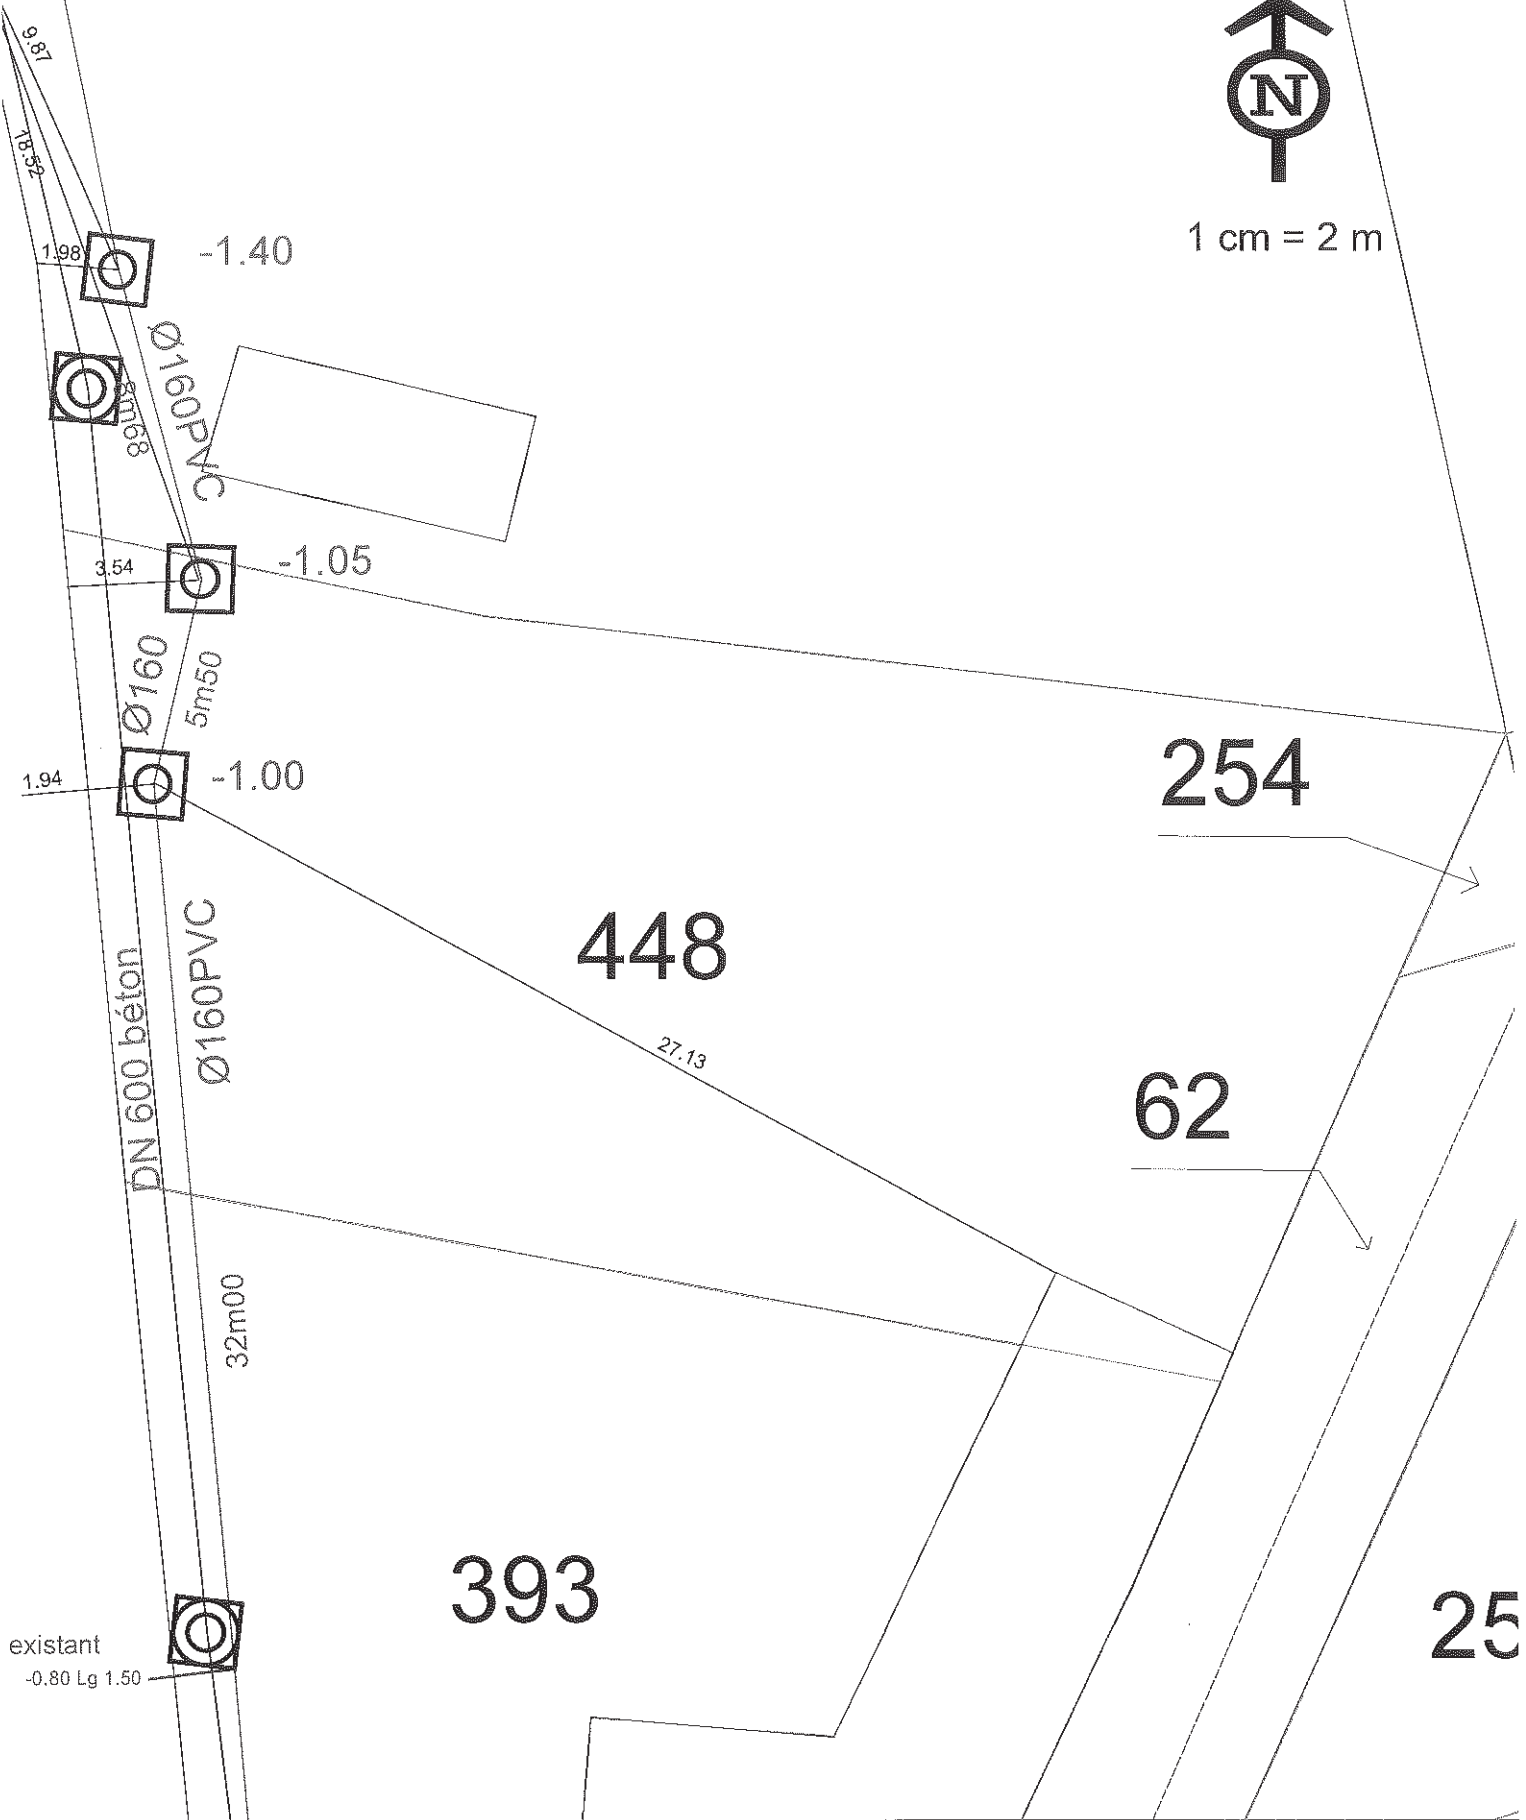 9.87
N
18.52
1 cm = 2 m
1.98
-1.40
Ø160PVC
8m68
3.54
-1.05
Ø160
5m50
254
1.94
-1.00
448
Ø160PVC
DN 600 béton
27.13
62
32m00
393
25
existant
-0.80 Lg 1.50